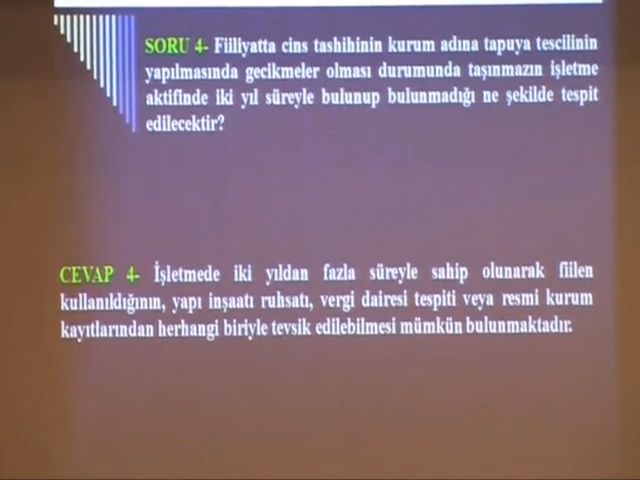 SORU 4- Fiiliyatta cins tashihinin kurum adına tapuya tescilinin
yapılmasında gecikmeler olması durumunda taşınmazın işletme
aktifinde iki yıl süreyle bulunup bulunmadığı ne şekilde tespit
edilecektir?
CEVAP 4- İşletmede iki yıldan fazla süreyle sahip olunarak fiilen
kullanıldığının, yapı inşaatı ruhsatı, vergi dairesi tespiti veya resmi kurum
kayıtlarından herhangi biriyle tevsik edilebilmesi mümkün bulunmaktadır.